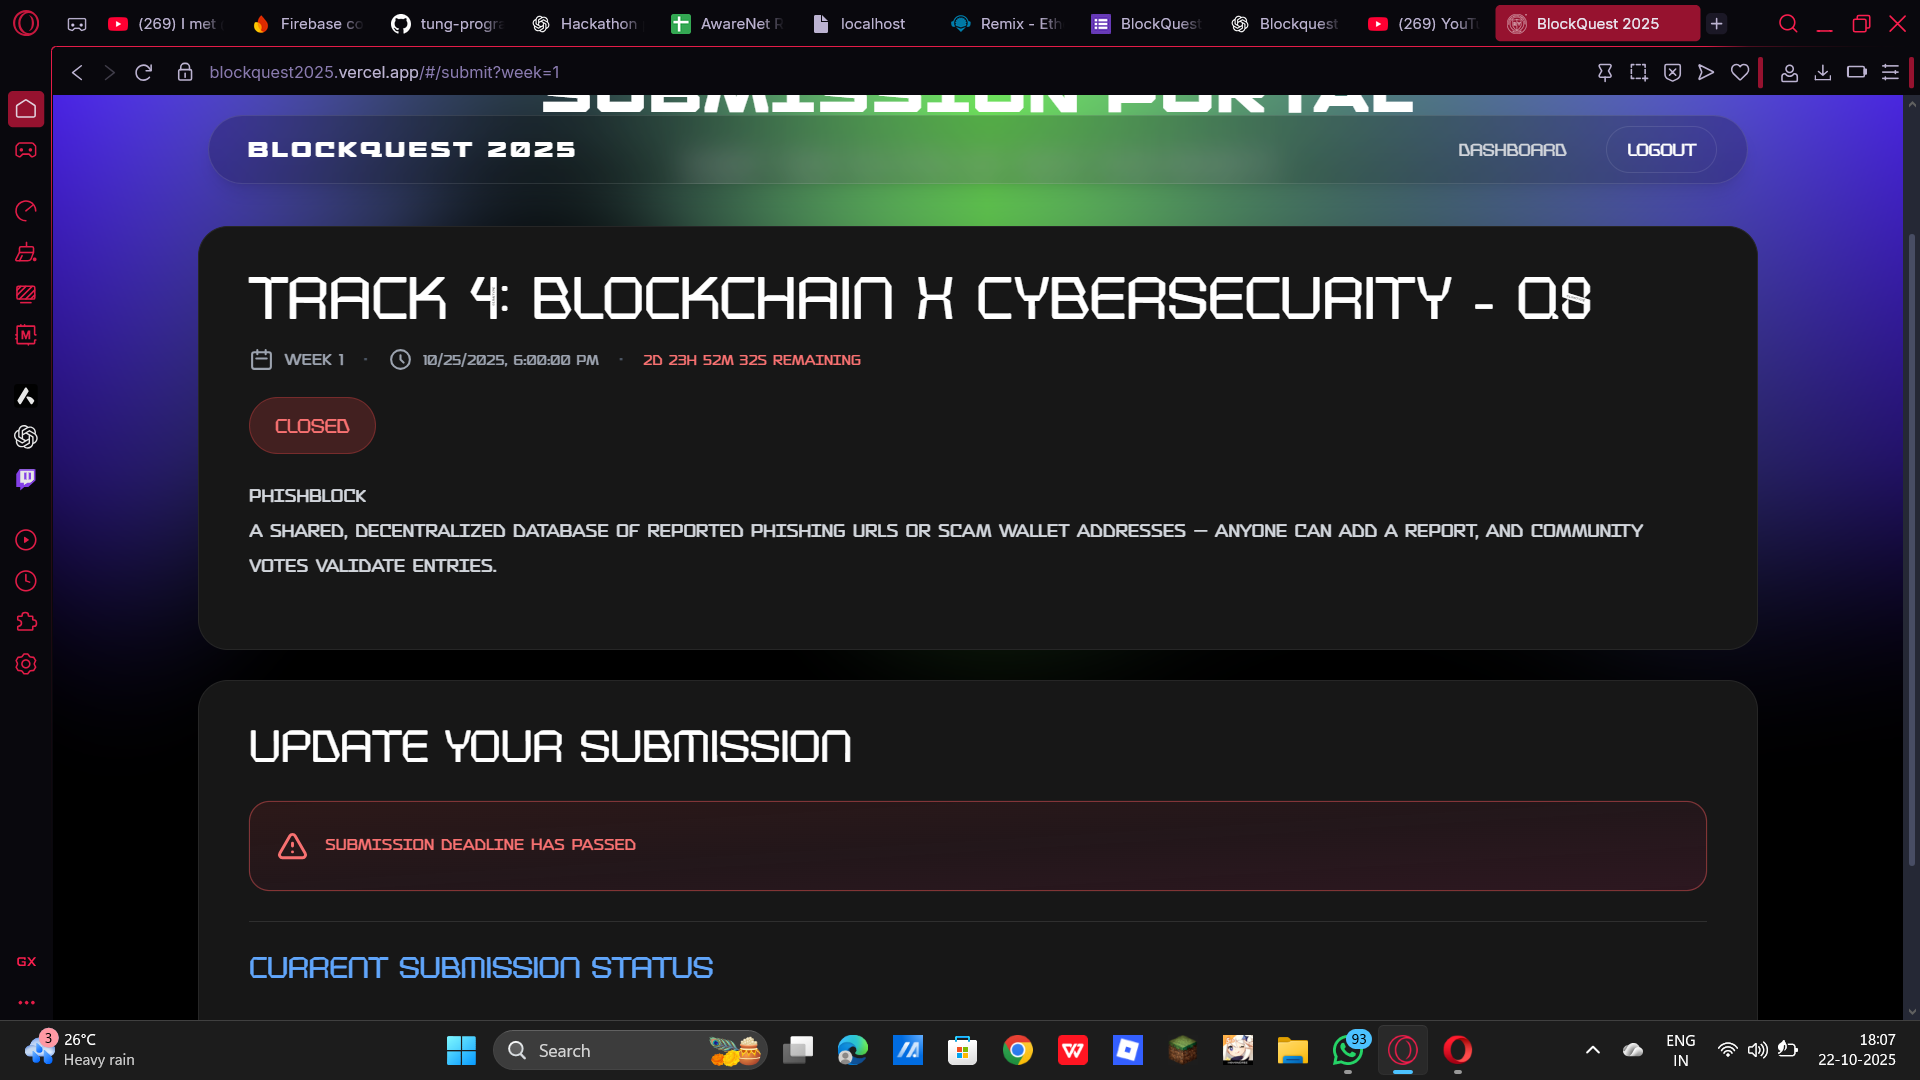 (269) I met
Firebase co
tung-progra
Hackathon
AwareNet R
localhost
Remix - Eth
BlockQuest
Blockquest
(269) YouTu
BlockQuest 2025
blockquest2025.vercel.app/#/submit?week=1
SUBMISSION PORTAL
BLOCKQUEST 2025
DASHBOARD
LOGOUT
TRACK 4: BLOCKCHAIN X CYBERSECURITY - Q8
WEEK 1 · 10/25/2025, 6:00:00 PM · 2D 23H 52M 32S REMAINING
CLOSED
PHISHBLOCK
A SHARED, DECENTRALIZED DATABASE OF REPORTED PHISHING URLS OR SCAM WALLET ADDRESSES — ANYONE CAN ADD A REPORT, AND COMMUNITY
VOTES VALIDATE ENTRIES.
UPDATE YOUR SUBMISSION
SUBMISSION DEADLINE HAS PASSED
CURRENT SUBMISSION STATUS
M
GX
3
26°C
Heavy rain
Search
93
ENG
IN
18:07
22-10-2025